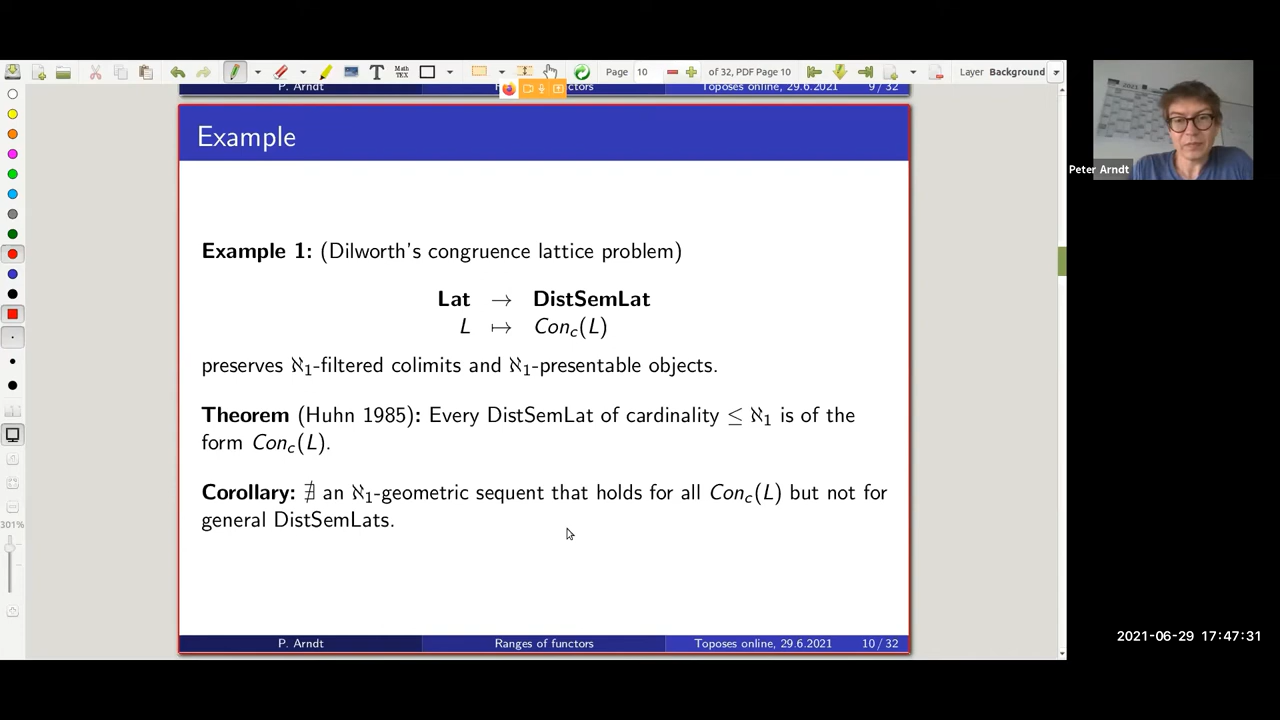 Page 10 of 32, PDF Page 10 Layer Background
T Math TEX
P. Arndt Toposes online, 29.6.2021 9 / 32
Example
Peter Arndt
Example 1: (Dilworth's congruence lattice problem)
Lat → DistSemLat
L ↦ Con_c(L)
preserves ℵ₁-filtered colimits and ℵ₁-presentable objects.
Theorem (Huhn 1985): Every DistSemLat of cardinality ≤ ℵ₁ is of the
form Con_c(L).
Corollary: ∄ an ℵ₁-geometric sequent that holds for all Con_c(L) but not for
general DistSemLats.
301%
P. Arndt Ranges of functors Toposes online, 29.6.2021 10 / 32
2021-06-29 17:47:31